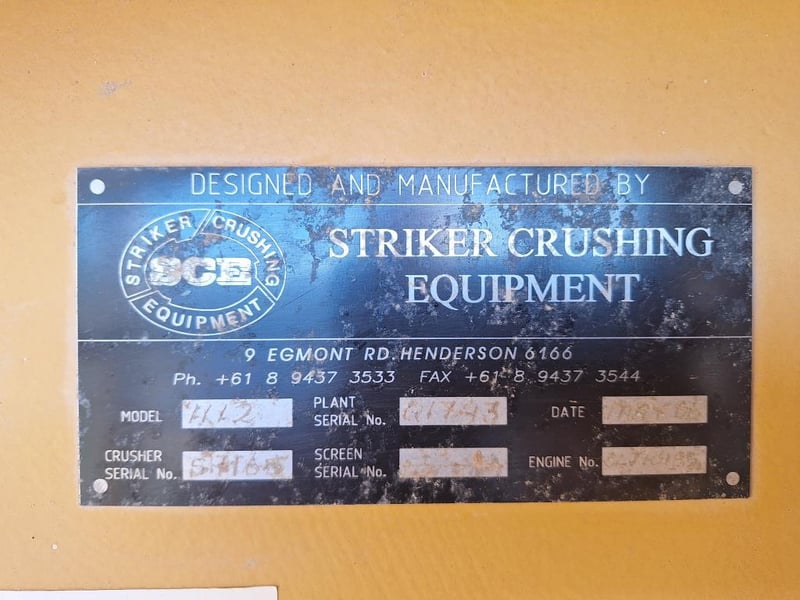 DESIGNED AND MANUFACTURED BY
STRIKER CRUSHING
EQUIPMENT
SCE
STRIKER CRUSHING
EQUIPMENT
9 EGMONT RD. HENDERSON 6166
Ph. +61 8 9437 3533 FAX +61 8 9437 3544
MODEL
PLANT
SERIAL No.
DATE
CRUSHER
SERIAL No.
SCREEN
SERIAL No.
ENGINE No.